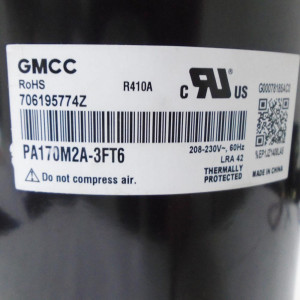 GMCC
RoHS
R410A
706195774Z
C UR US
PA170M2A-3FT6
208-230V~, 60Hz
LRA 42
THERMALLY
PROTECTED
Do not compress air.
MADE IN CHINA